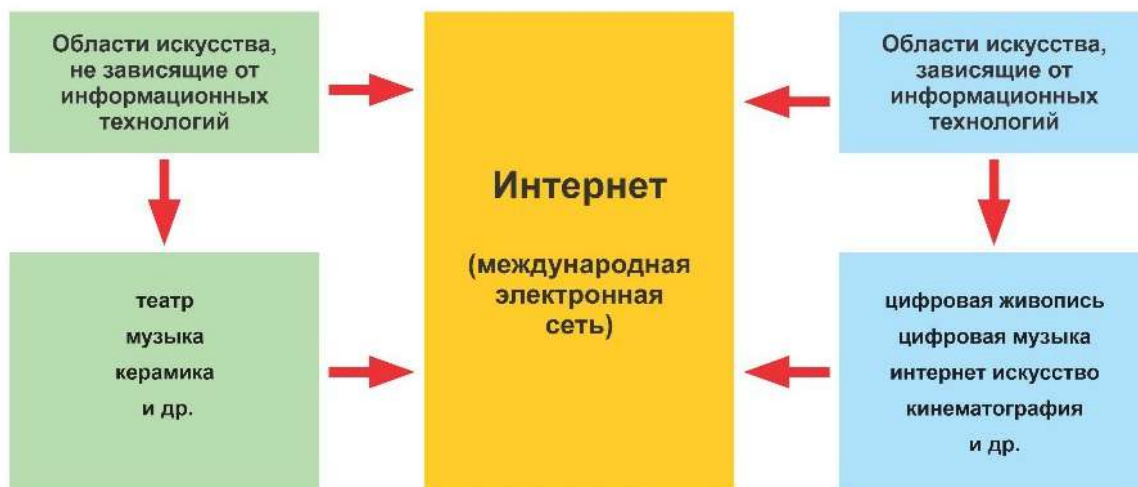 Области искусства,
не зависящие от
информационных
технологий
Интернет
(международная
электронная
сеть)
Области искусства,
зависящие от
информационных
технологий
театр
музыка
керамика
и др.
цифровая живопись
цифровая музыка
интернет искусство
кинематография
и др.